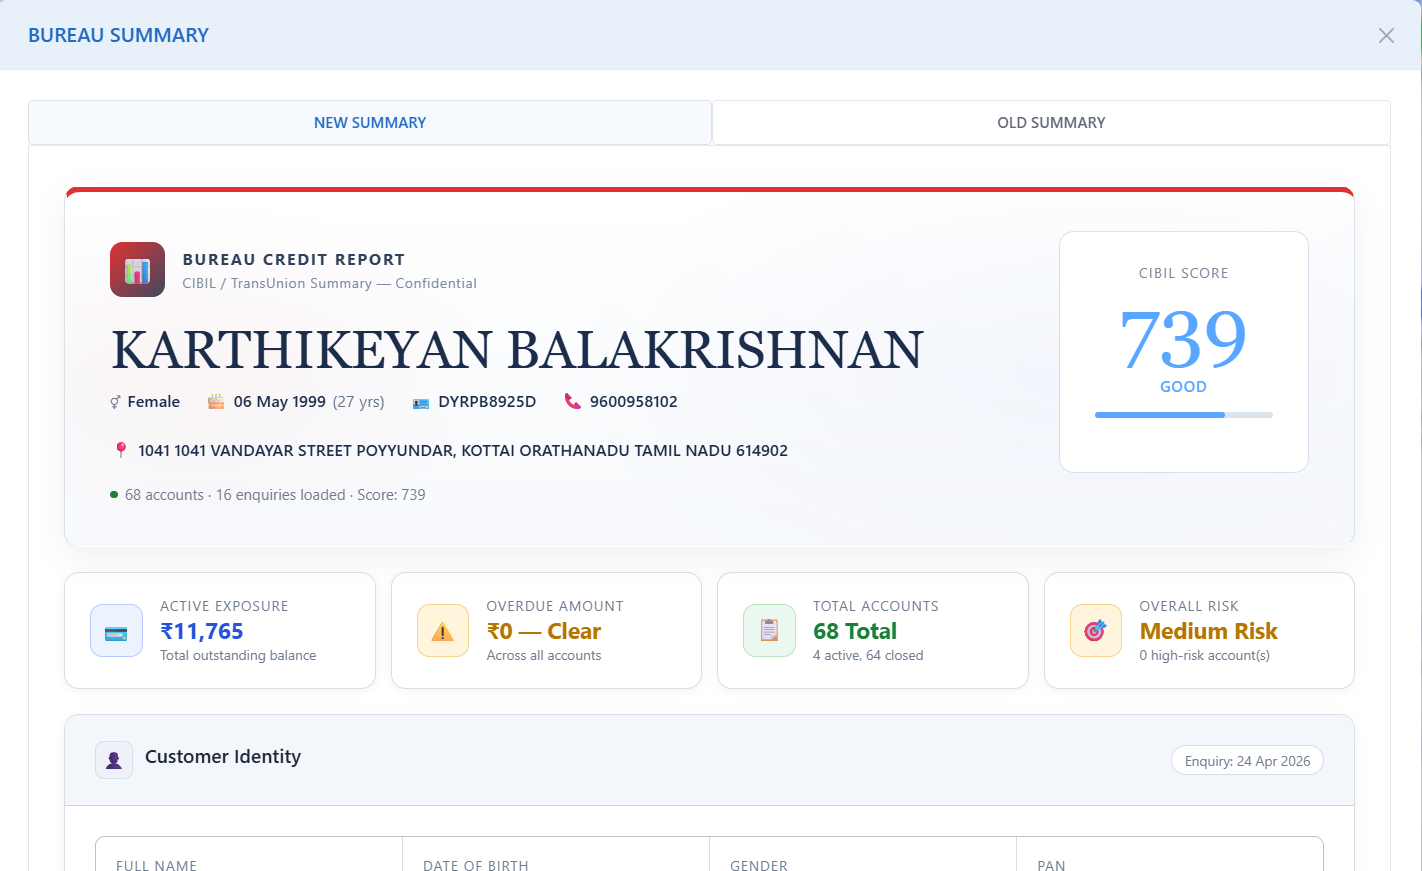 BUREAU SUMMARY
NEW SUMMARY
OLD SUMMARY
BUREAU CREDIT REPORT
CIBIL / TransUnion Summary — Confidential
KARTHIKEYAN BALAKRISHNAN
Female 06 May 1999 (27 yrs) DYRPB8925D 9600958102
1041 1041 VANDAYAR STREET POYYUNDAR, KOTTAI ORATHANADU TAMIL NADU 614902
68 accounts · 16 enquiries loaded · Score: 739
CIBIL SCORE
739
GOOD
ACTIVE EXPOSURE
₹11,765
Total outstanding balance
OVERDUE AMOUNT
₹0 — Clear
Across all accounts
TOTAL ACCOUNTS
68 Total
4 active, 64 closed
OVERALL RISK
Medium Risk
0 high-risk account(s)
Customer Identity
Enquiry: 24 Apr 2026
FULL NAME
DATE OF BIRTH
GENDER
PAN